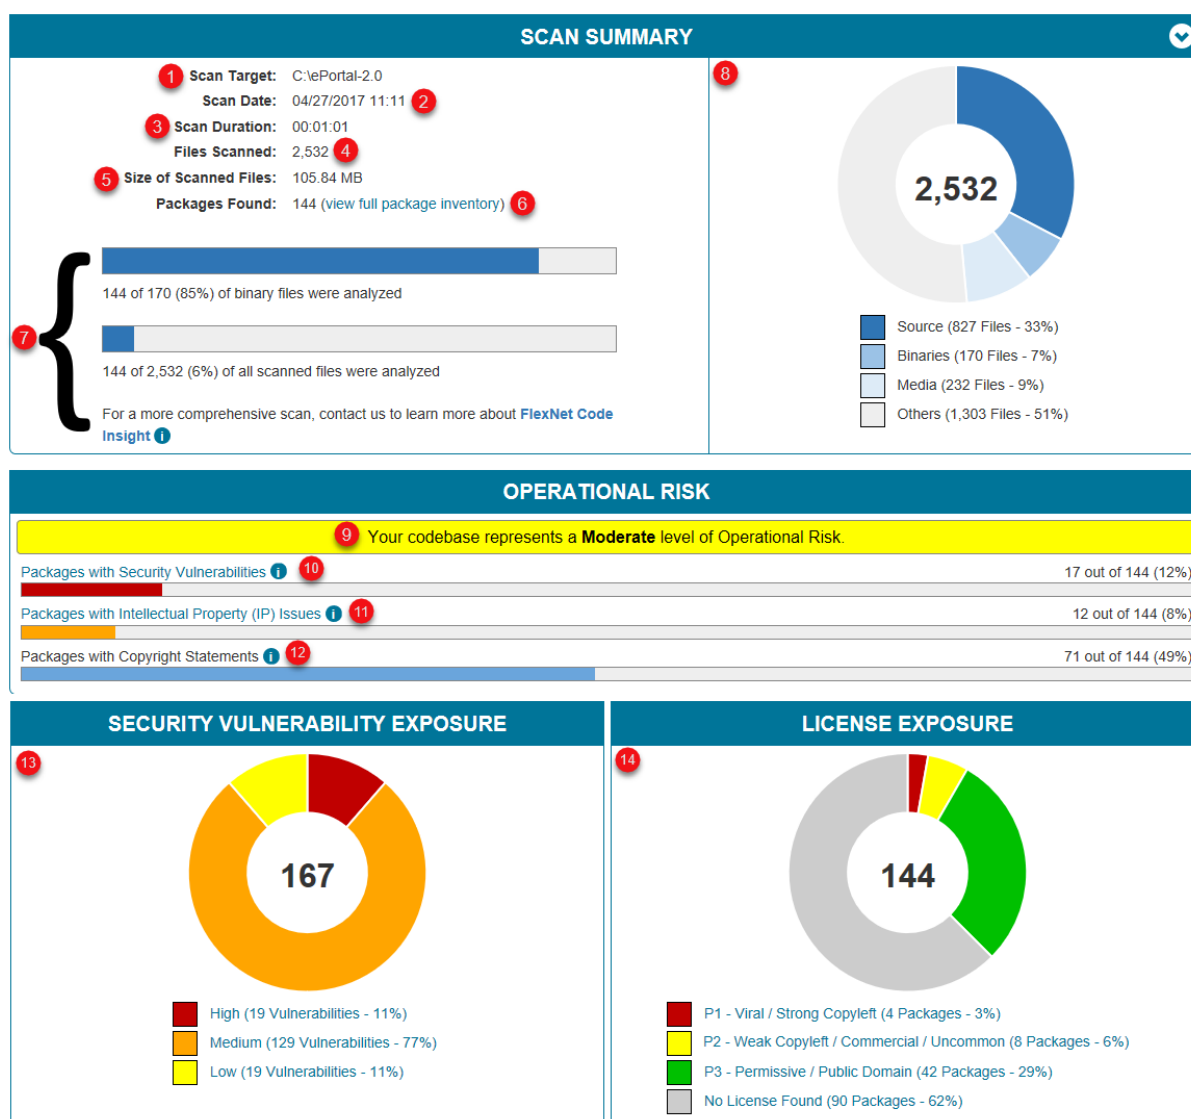 SCAN SUMMARY
1 Scan Target: C:\ePortal-2.0
Scan Date: 04/27/2017 11:11 2
3 Scan Duration: 00:01:01
Files Scanned: 2,532 4
5 Size of Scanned Files: 105.84 MB
Packages Found: 144 (view full package inventory) 6
7
144 of 170 (85%) of binary files were analyzed
144 of 2,532 (6%) of all scanned files were analyzed
For a more comprehensive scan, contact us to learn more about FlexNet Code
Insight i
8
2,532
Source (827 Files - 33%)
Binaries (170 Files - 7%)
Media (232 Files - 9%)
Others (1,303 Files - 51%)
OPERATIONAL RISK
9 Your codebase represents a Moderate level of Operational Risk.
Packages with Security Vulnerabilities i 10 17 out of 144 (12%)
Packages with Intellectual Property (IP) Issues i 11 12 out of 144 (8%)
Packages with Copyright Statements i 12 71 out of 144 (49%)
SECURITY VULNERABILITY EXPOSURE
13
167
High (19 Vulnerabilities - 11%)
Medium (129 Vulnerabilities - 77%)
Low (19 Vulnerabilities - 11%)
LICENSE EXPOSURE
14
144
P1 - Viral / Strong Copyleft (4 Packages - 3%)
P2 - Weak Copyleft / Commercial / Uncommon (8 Packages - 6%)
P3 - Permissive / Public Domain (42 Packages - 29%)
No License Found (90 Packages - 62%)